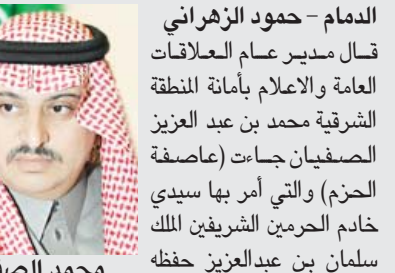 الدمام - حمود الزهراني
قال مدير عام العلاقات
العامة والاعلام بأمانة المنطقة
الشرقية محمد بن عبد العزيز
الصفيان جاءت (عاصفة
الحزم) والتي أمر بها سيدي
خادم الحرمين الشريفين الملك
سلمان بن عبدالعزيز حفظه
محمد